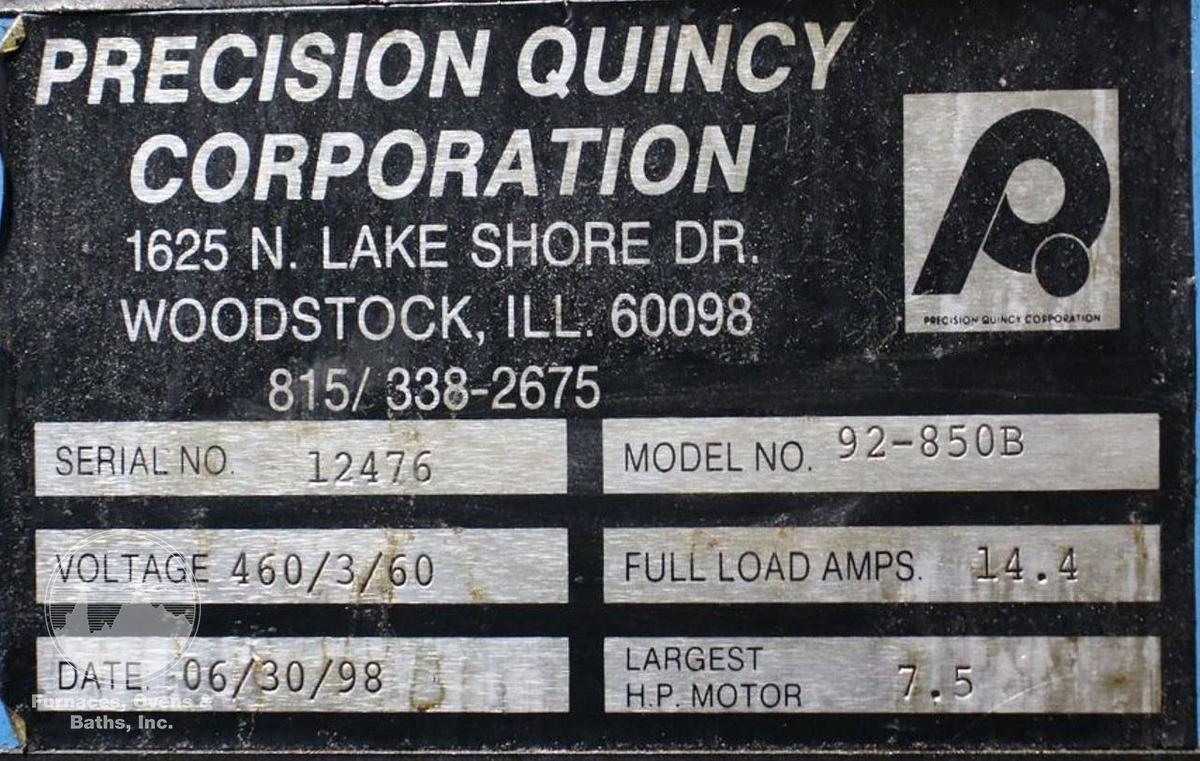 PRECISION QUINCY
CORPORATION
1625 N. LAKE SHORE DR.
WOODSTOCK, ILL. 60098
815/ 338-2675
PRECISION QUINCY CORPORATION
SERIAL NO. 12476
MODEL NO. 92-850B
VOLTAGE 460/3/60
FULL LOAD AMPS. 14.4
DATE. 06/30/98
LARGEST
H.P. MOTOR 7.5
Furnaces, Ovens &
Baths, Inc.